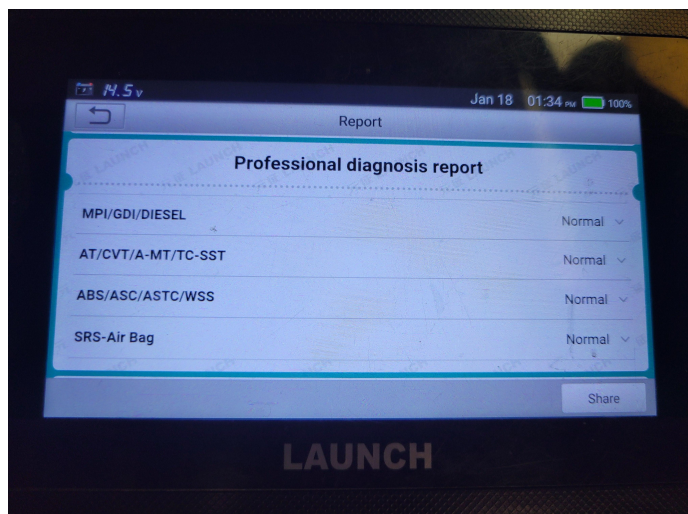 14.5 v
Jan 18 01:34 PM 100%
Report
Professional diagnosis report
MPI/GDI/DIESEL Normal
AT/CVT/A-MT/TC-SST Normal
ABS/ASC/ASTC/WSS Normal
SRS-Air Bag Normal
Share
LAUNCH